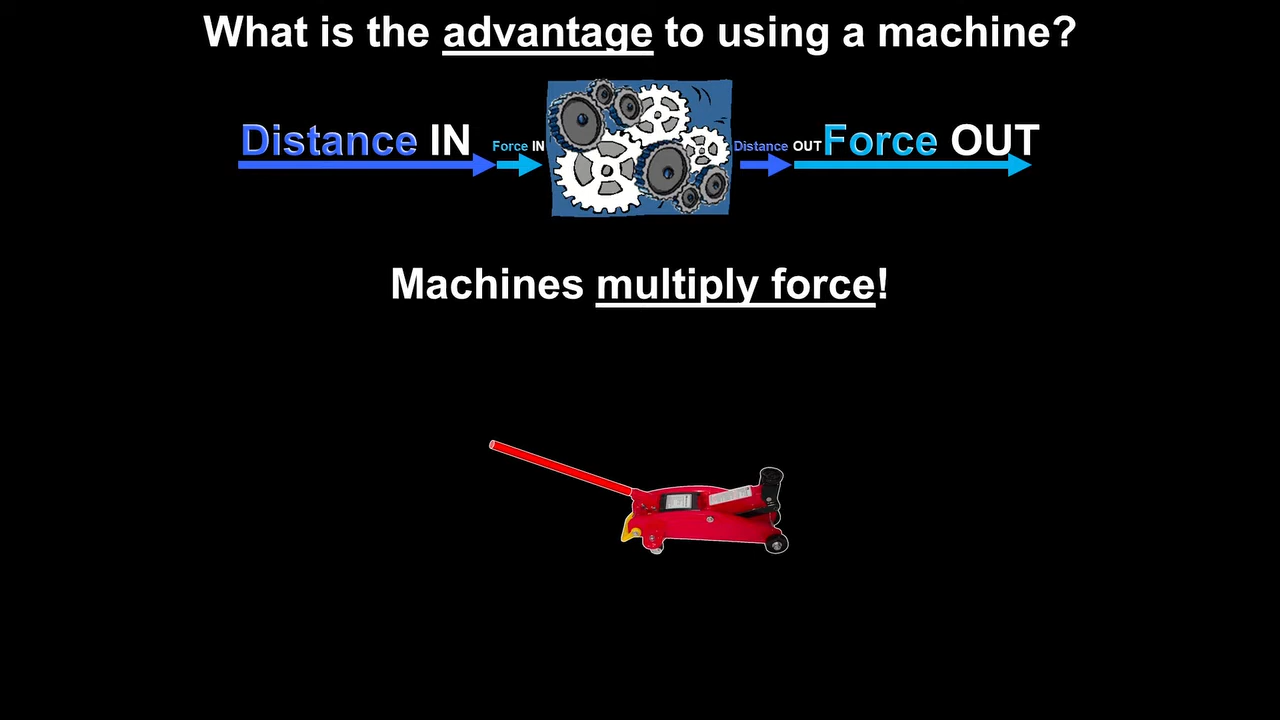 What is the advantage to using a machine?
Distance IN Force IN Distance OUT Force OUT
Machines multiply force!